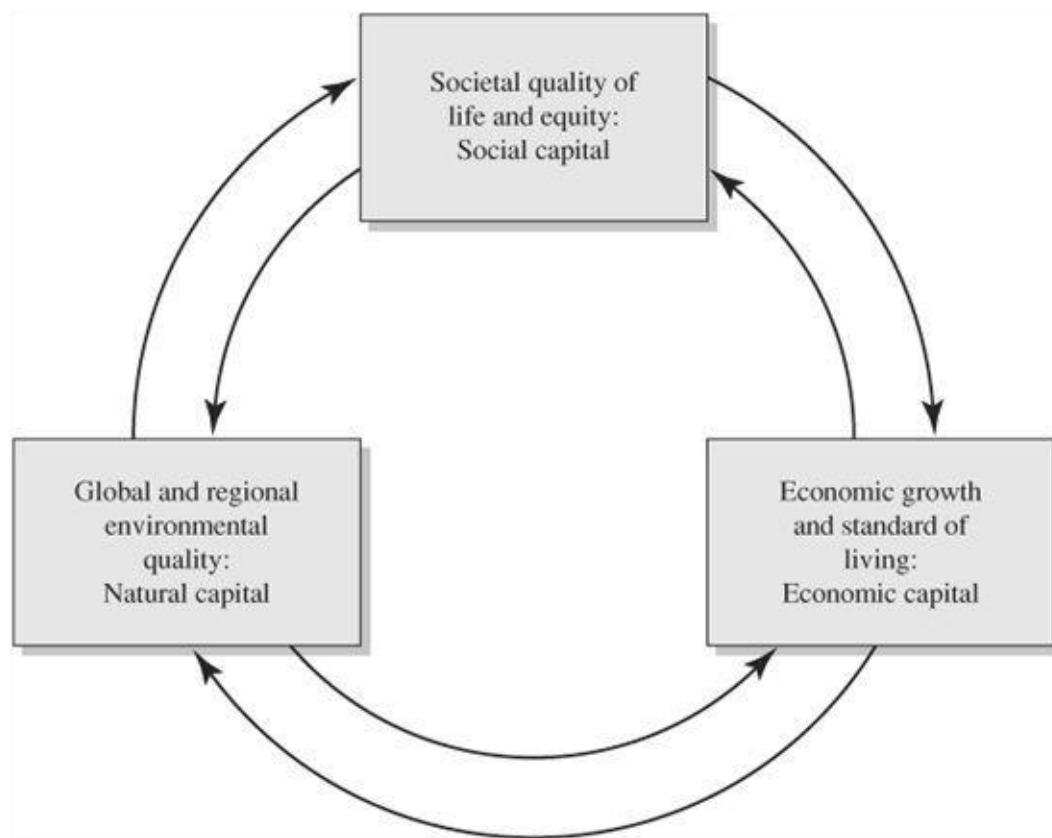 Societal quality of
life and equity:
Social capital
Global and regional
environmental
quality:
Natural capital
Economic growth
and standard of
living:
Economic capital